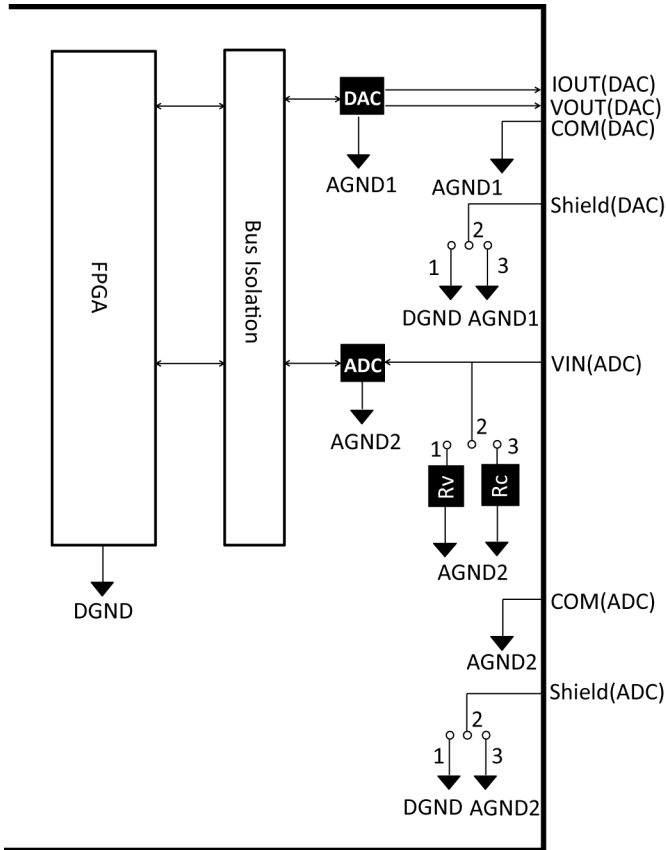 FPGA
DGND
Bus Isolation
DAC
AGND1
IOUT(DAC)
VOUT(DAC)
COM(DAC)
AGND1
Shield(DAC)
2
1
3
DGND
AGND1
ADC
AGND2
VIN(ADC)
2
1
3
Rv
Rc
AGND2
COM(ADC)
AGND2
Shield(ADC)
2
1
3
DGND
AGND2